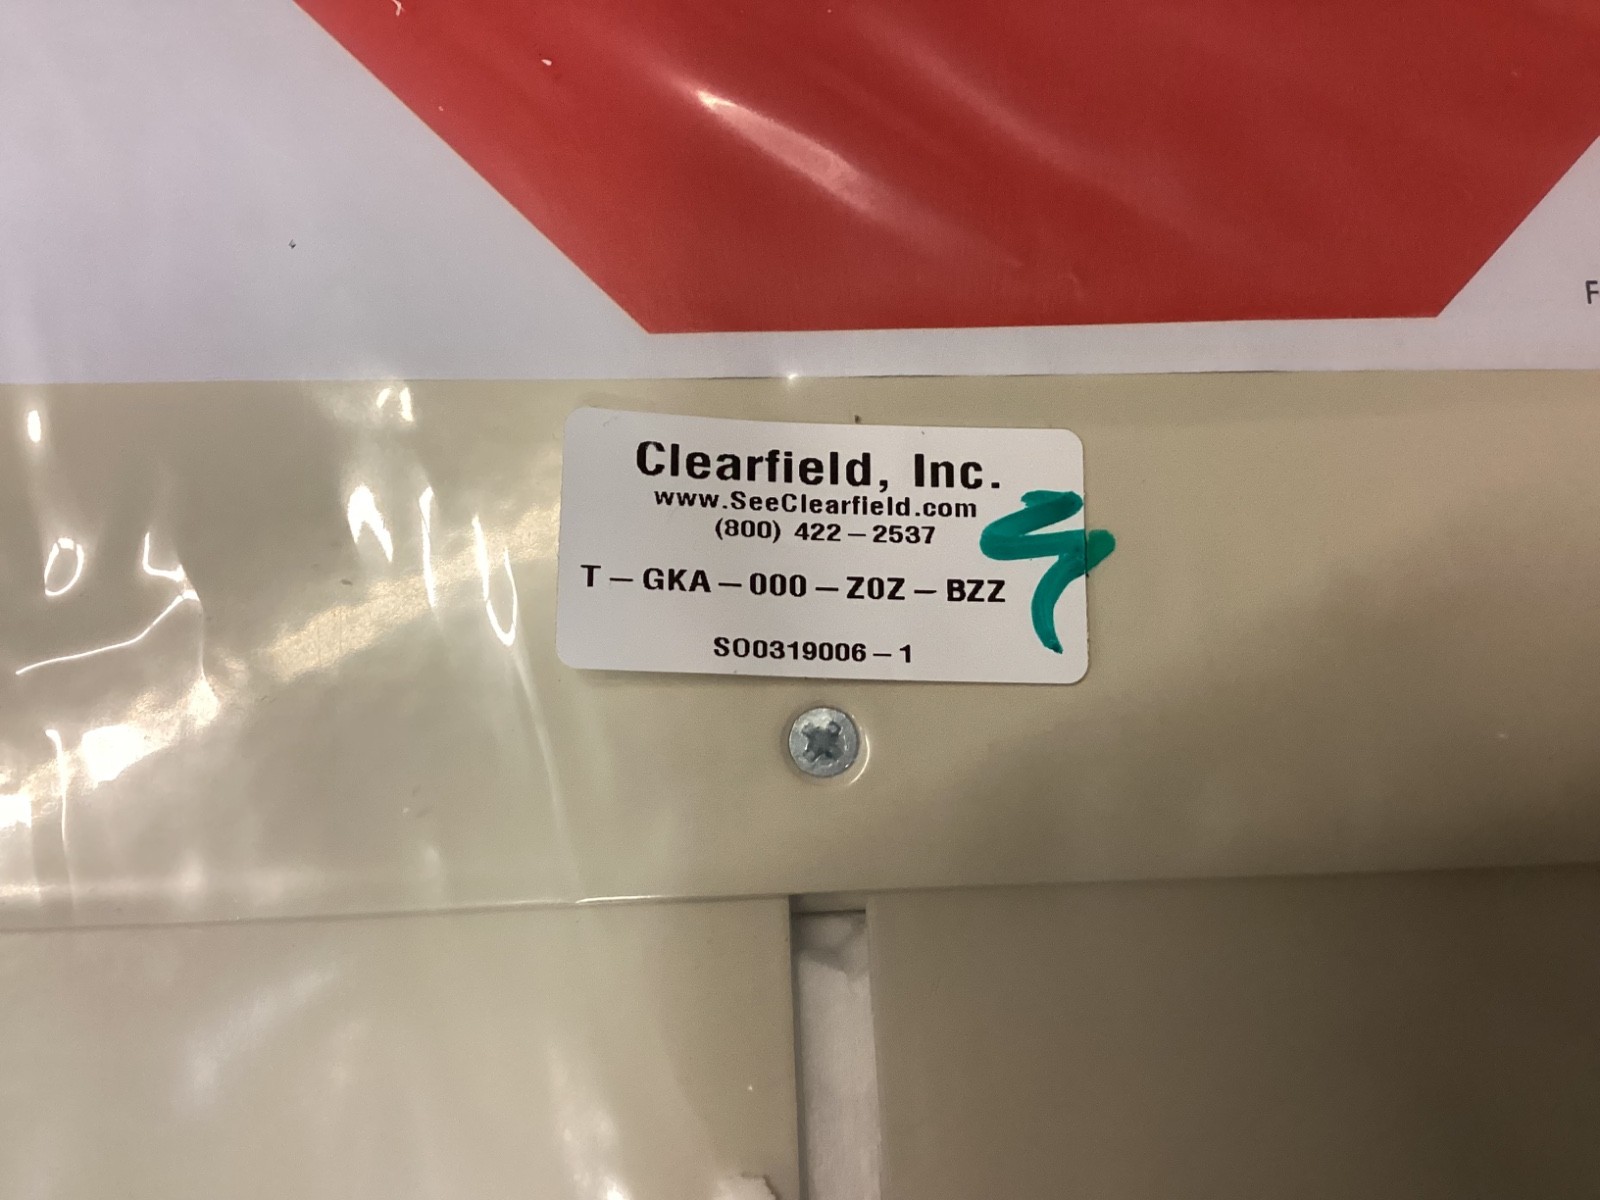 F
Clearfield, Inc.
www.SeeClearfield.com
(800) 422-2537
T-GKA-000-Z0Z-BZZ
SO0319006-1